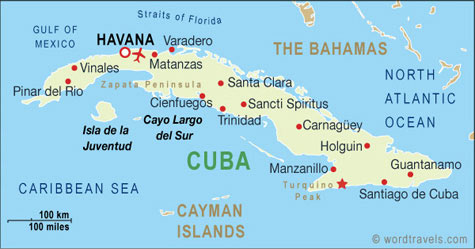 Straits of Florida
GULF OF
MEXICO
HAVANA
Varadero
THE BAHAMAS
Vinales
Matanzas
Zapata Peninsula
Santa Clara
NORTH
ATLANTIC
OCEAN
Pinar del Rio
Cienfuegos
Sancti Spiritus
Isla de la
Juventud
Cayo Largo
del Sur
Trinidad
Carnagüey
Holguin
CUBA
Manzanillo
Guantanamo
Turquino
Peak
CARIBBEAN SEA
Santiago de Cuba
CAYMAN
ISLANDS
100 km
100 miles
© wordtravels.com